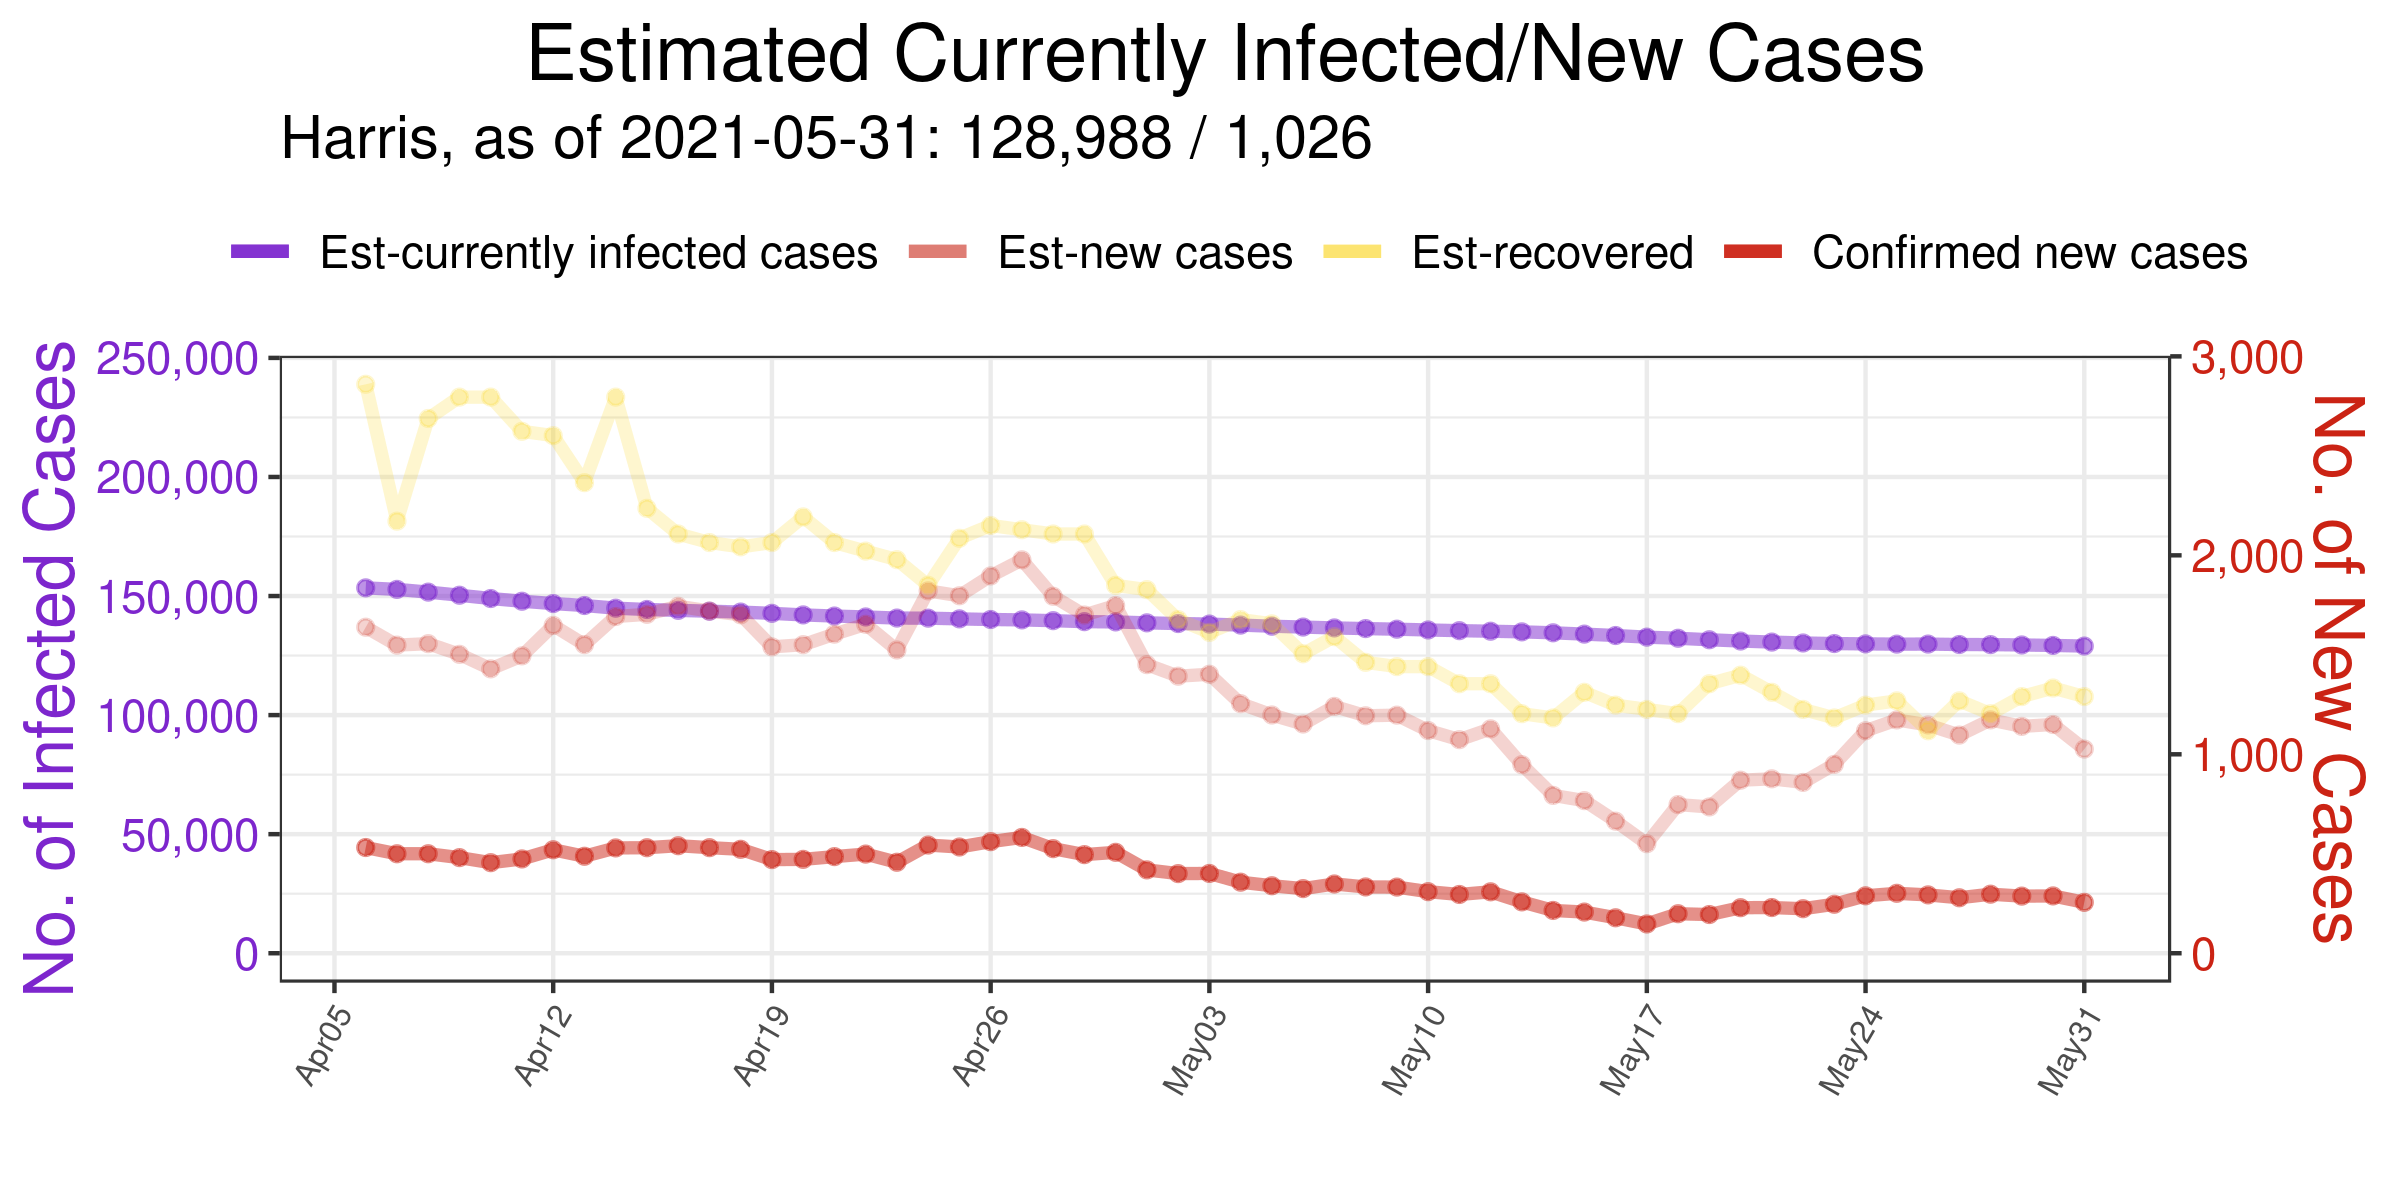 Estimated Currently Infected/New Cases
Harris, as of 2021-05-31: 128,988 / 1,026
Est-currently infected cases Est-new cases Est-recovered Confirmed new cases
No. of Infected Cases
250,000
200,000
150,000
100,000
50,000
0
3,000
2,000
1,000
0
No. of New Cases
Apr05 Apr12 Apr19 Apr26 May03 May10 May17 May24 May31